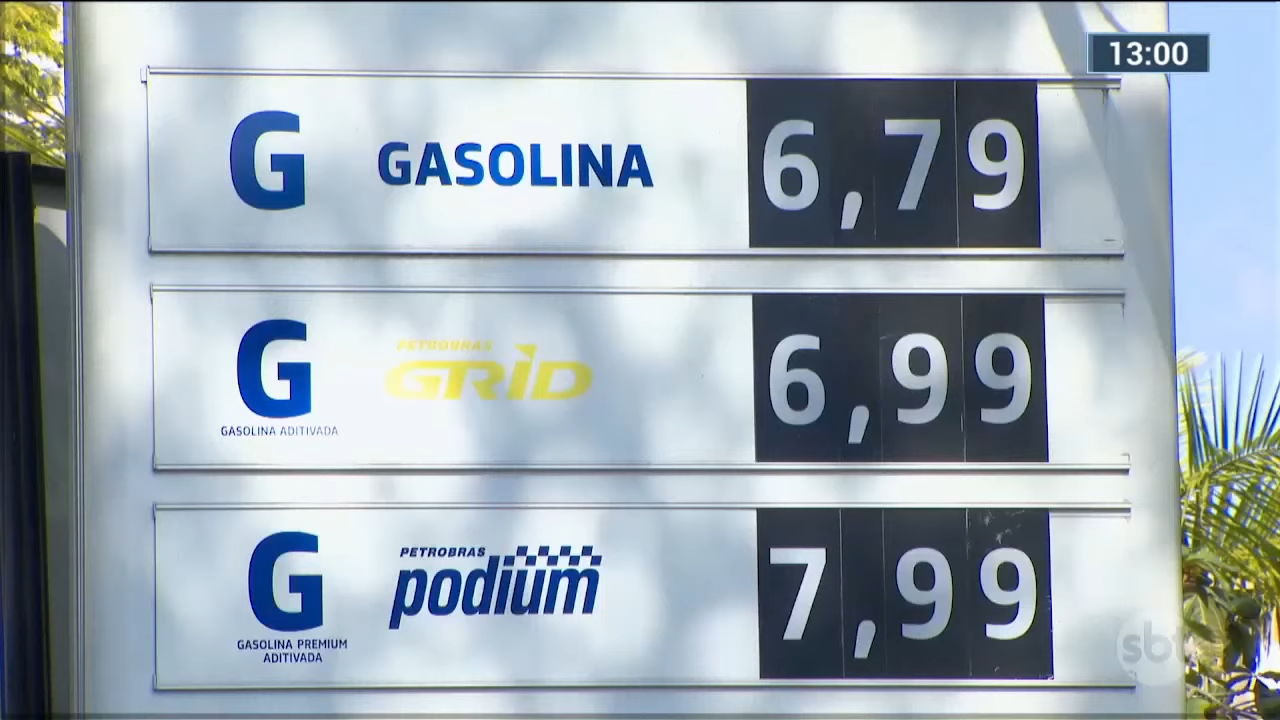 13:00
G GASOLINA 6,79
G PETROBRAS GRID 6,99
GASOLINA ADITIVADA
G PETROBRAS podium 7,99
GASOLINA PREMIUM
ADITIVADA
sbt